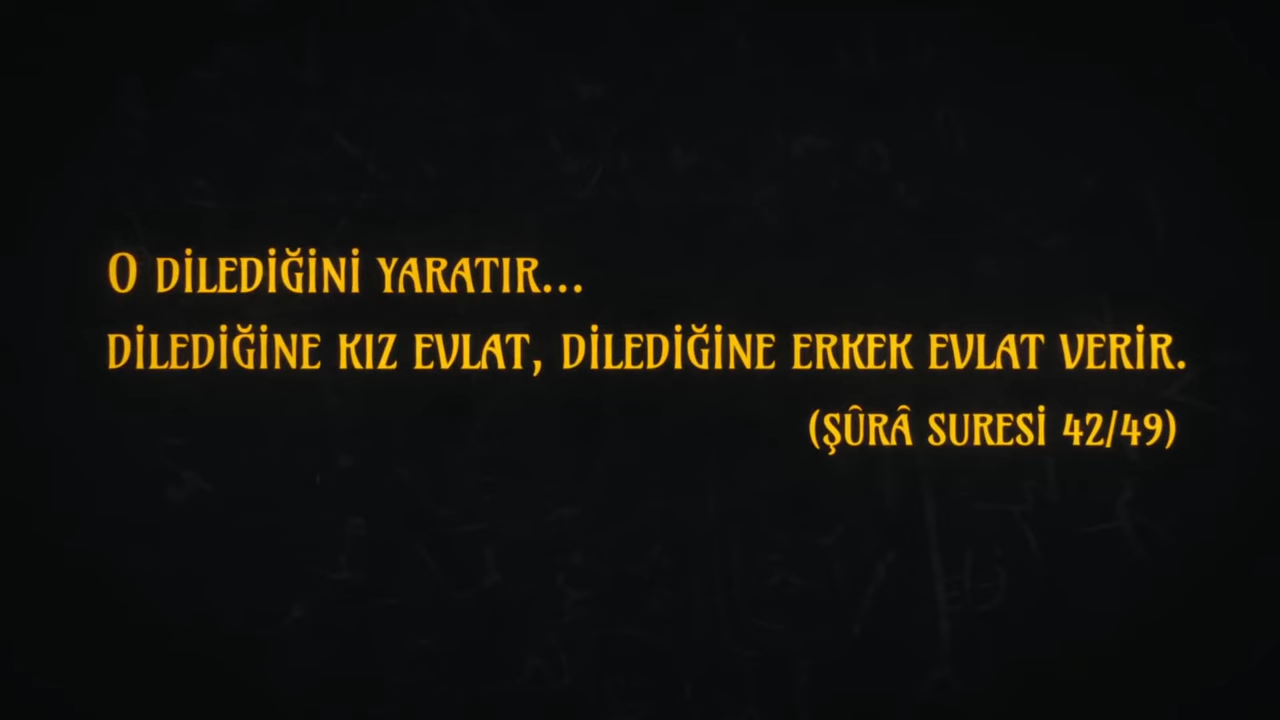 O DİLEDİĞİNİ YARATIR...
DİLEDİĞİNE KIZ EVLAT, DİLEDİĞİNE ERKEK EVLAT VERİR.
(ŞÛRÂ SURESİ 42/49)